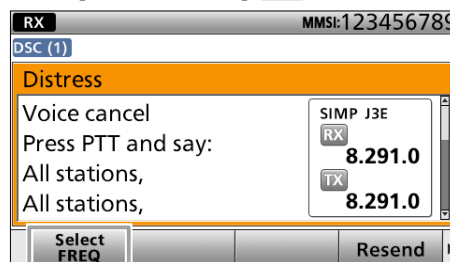 RX MMSI:123456789
DSC (1)
Distress
Voice cancel
Press PTT and say:
All stations,
All stations,
SIMP J3E
RX
8.291.0
TX
8.291.0
Select
FREQ
Resend